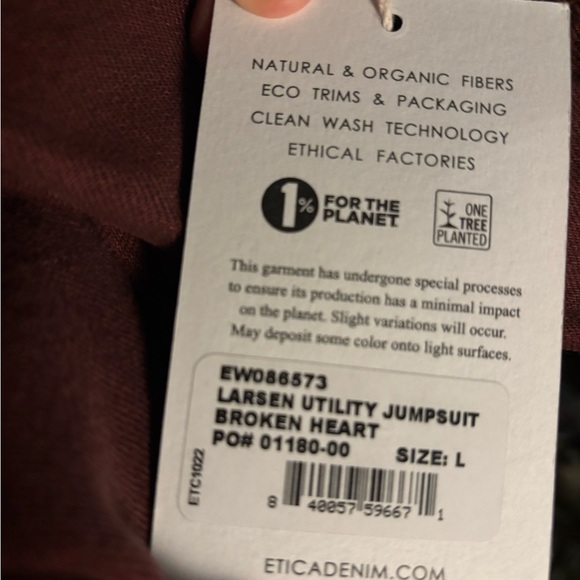 NATURAL & ORGANIC FIBERS
ECO TRIMS & PACKAGING
CLEAN WASH TECHNOLOGY
ETHICAL FACTORIES
1% FOR THE
PLANET
ONE
TREE
PLANTED
This garment has undergone special processes
to ensure its production has a minimal impact
on the planet. Slight variations will occur.
May deposit some color onto light surfaces.
EW086573
LARSEN UTILITY JUMPSUIT
BROKEN HEART
PO# 01180-00 SIZE: L
ETC1022
8 40057 59667 1
ETICADENIM.COM